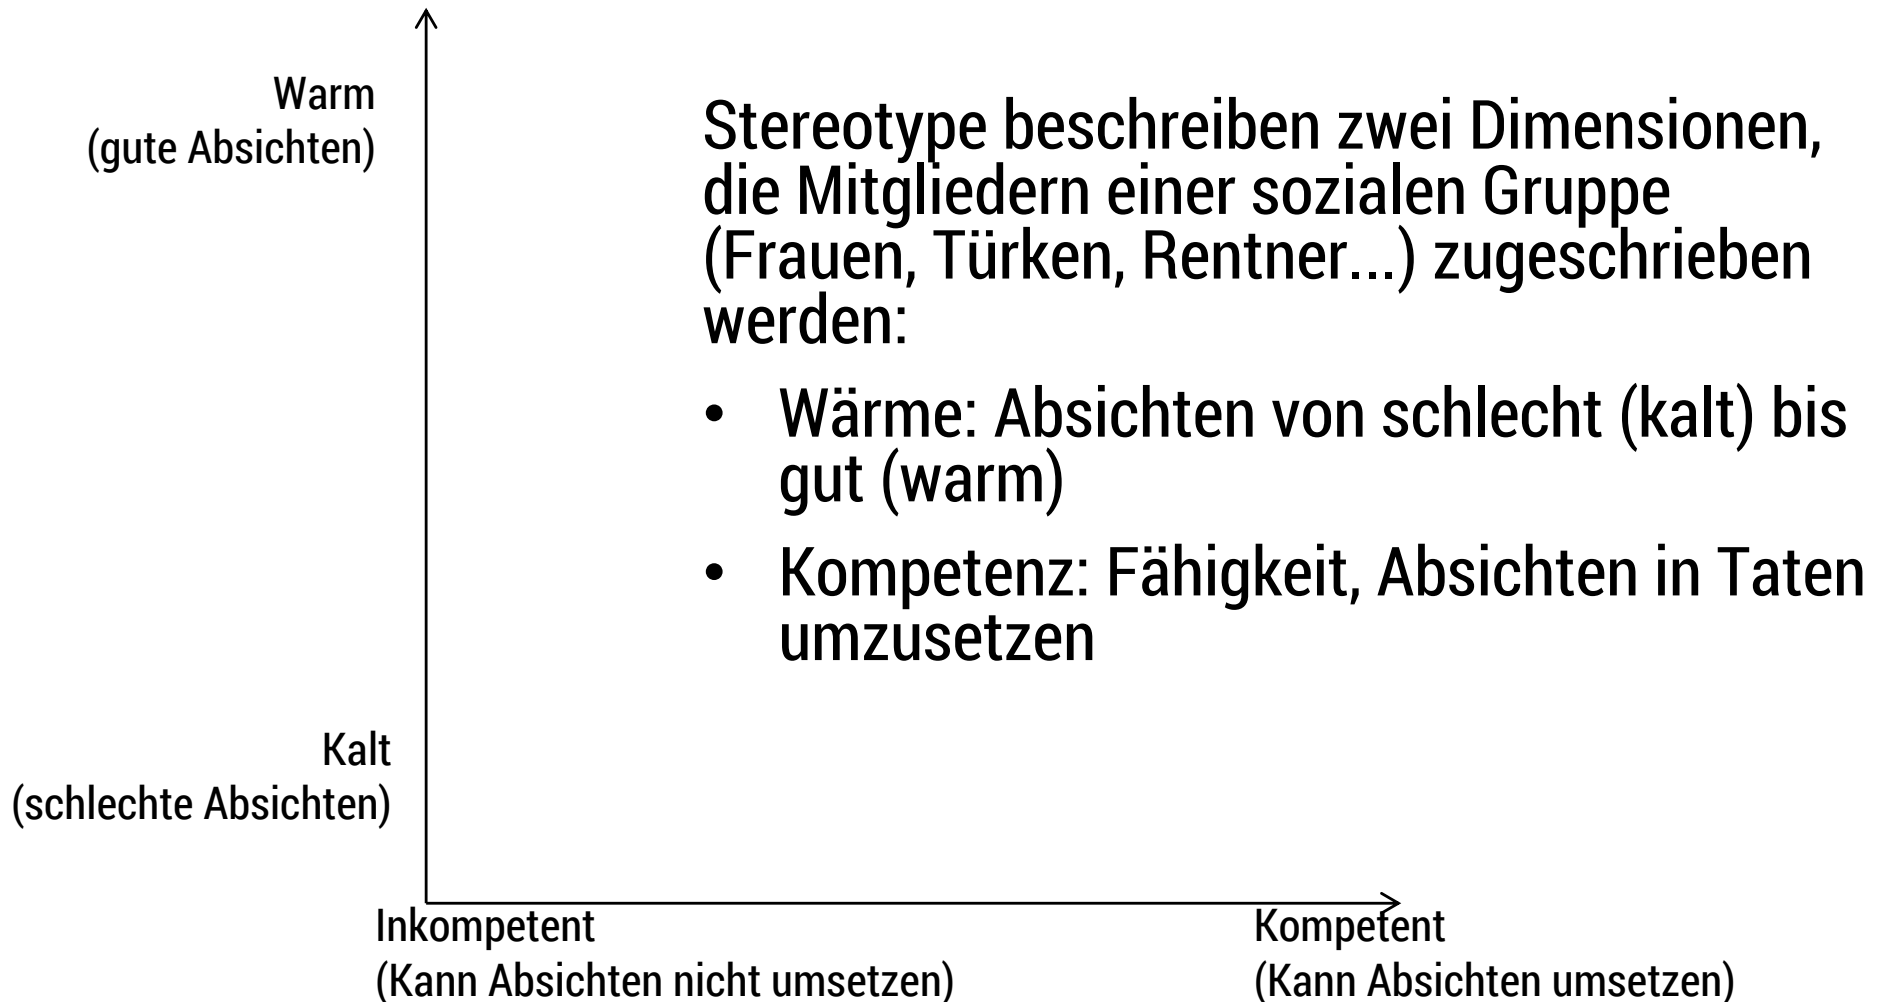 Warm
(gute Absichten)
Stereotype beschreiben zwei Dimensionen,
die Mitgliedern einer sozialen Gruppe
(Frauen, Türken, Rentner...) zugeschrieben
werden:
• Wärme: Absichten von schlecht (kalt) bis
gut (warm)
• Kompetenz: Fähigkeit, Absichten in Taten
umzusetzen
Kalt
(schlechte Absichten)
Inkompetent
(Kann Absichten nicht umsetzen)
Kompetent
(Kann Absichten umsetzen)